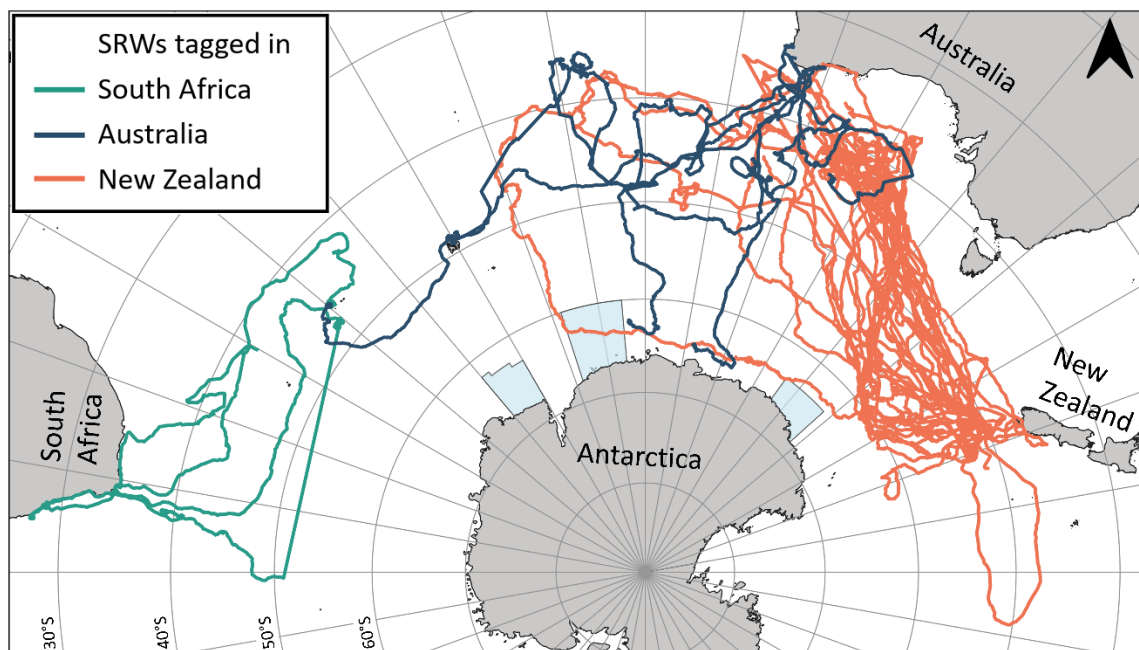 SRWs tagged in
South Africa
Australia
New Zealand
Australia
New
Zealand
South
Africa
Antarctica
30°S
40°S
50°S
60°S